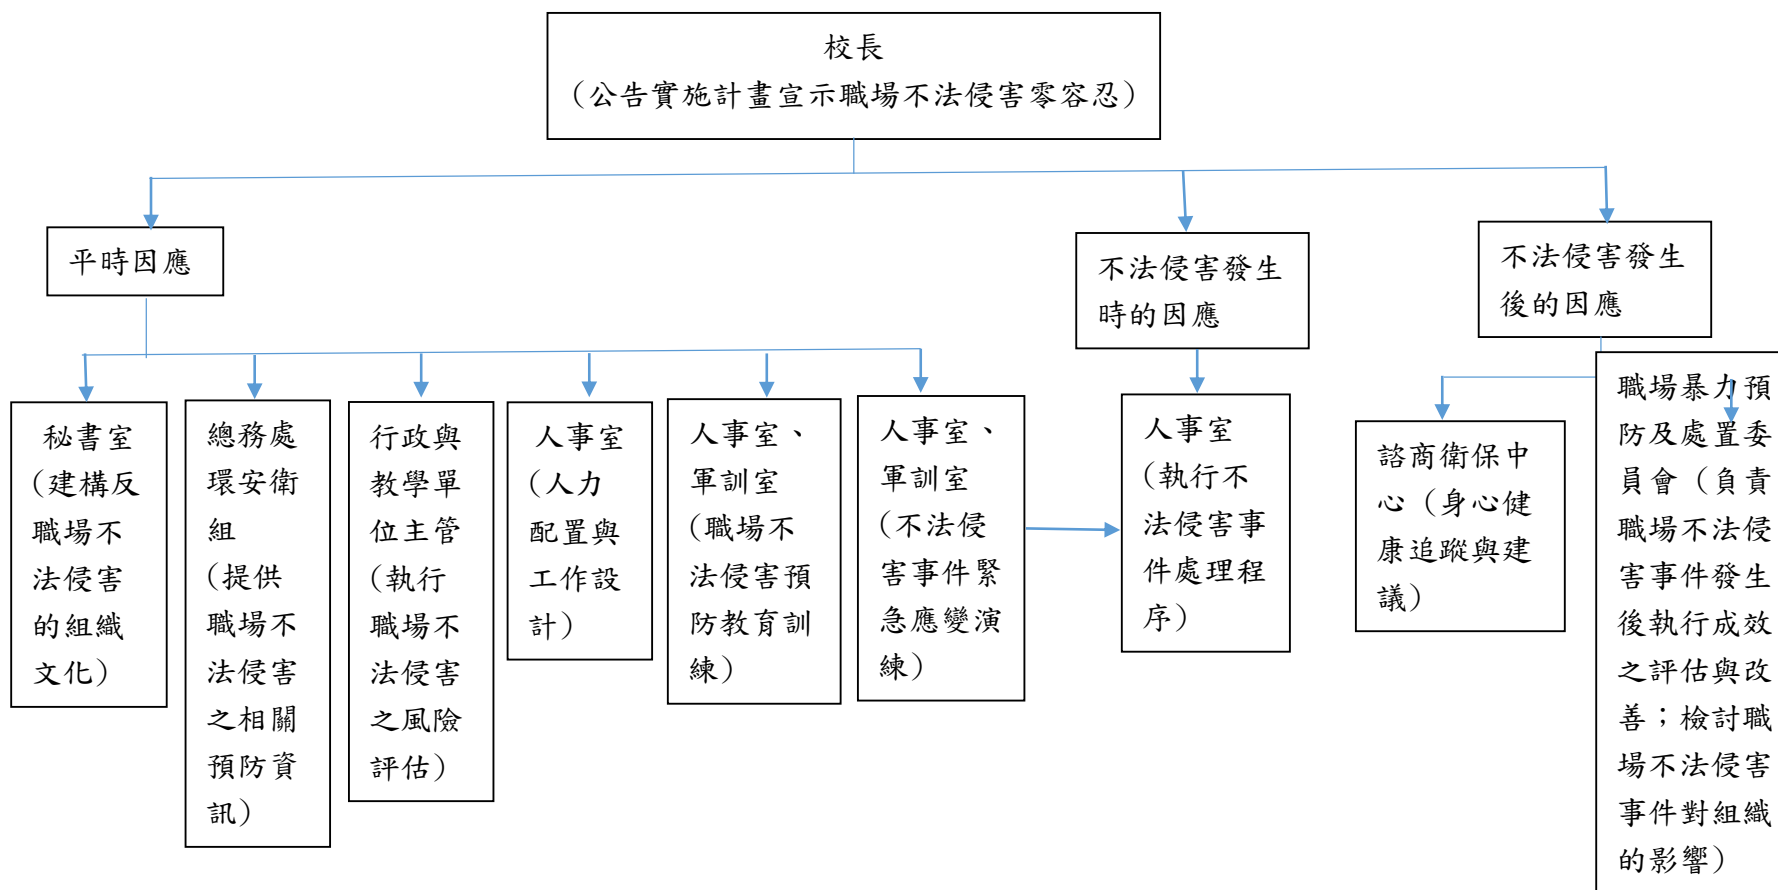 校長
（公告實施計畫宣示職場不法侵害零容忍）
平時因應
不法侵害發生
時的因應
不法侵害發生
後的因應
秘書室
（建構反
職場不
法侵害
的組織
文化）
總務處
環安衛
組
（提供
職場不
法侵害
之相關
預防資
訊）
行政與
教學單
位主管
（執行
職場不
法侵害
之風險
評估）
人事室
（人力
配置與
工作設
計）
人事室、
軍訓室
（職場不
法侵害預
防教育訓
練）
人事室、
軍訓室
（不法侵
害事件緊
急應變演
練）
人事室
（執行不
法侵害事
件處理程
序）
諮商衛保中
心（身心健
康追蹤與建
議）
職場暴力預
防及處置委
員會（負責
職場不法侵
害事件發生
後執行成效
之評估與改
善；檢討職
場不法侵害
事件對組織
的影響）